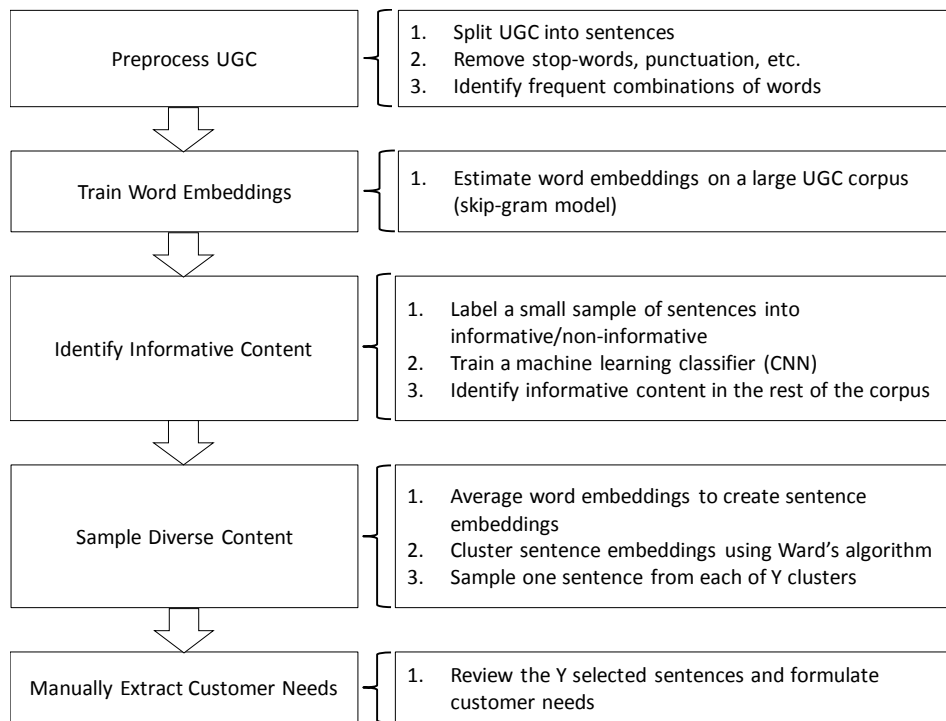 Preprocess UGC
1. Split UGC into sentences
2. Remove stop-words, punctuation, etc.
3. Identify frequent combinations of words
Train Word Embeddings
1. Estimate word embeddings on a large UGC corpus
(skip-gram model)
Identify Informative Content
1. Label a small sample of sentences into
informative/non-informative
2. Train a machine learning classifier (CNN)
3. Identify informative content in the rest of the corpus
Sample Diverse Content
1. Average word embeddings to create sentence
embeddings
2. Cluster sentence embeddings using Ward's algorithm
3. Sample one sentence from each of Y clusters
Manually Extract Customer Needs
1. Review the Y selected sentences and formulate
customer needs